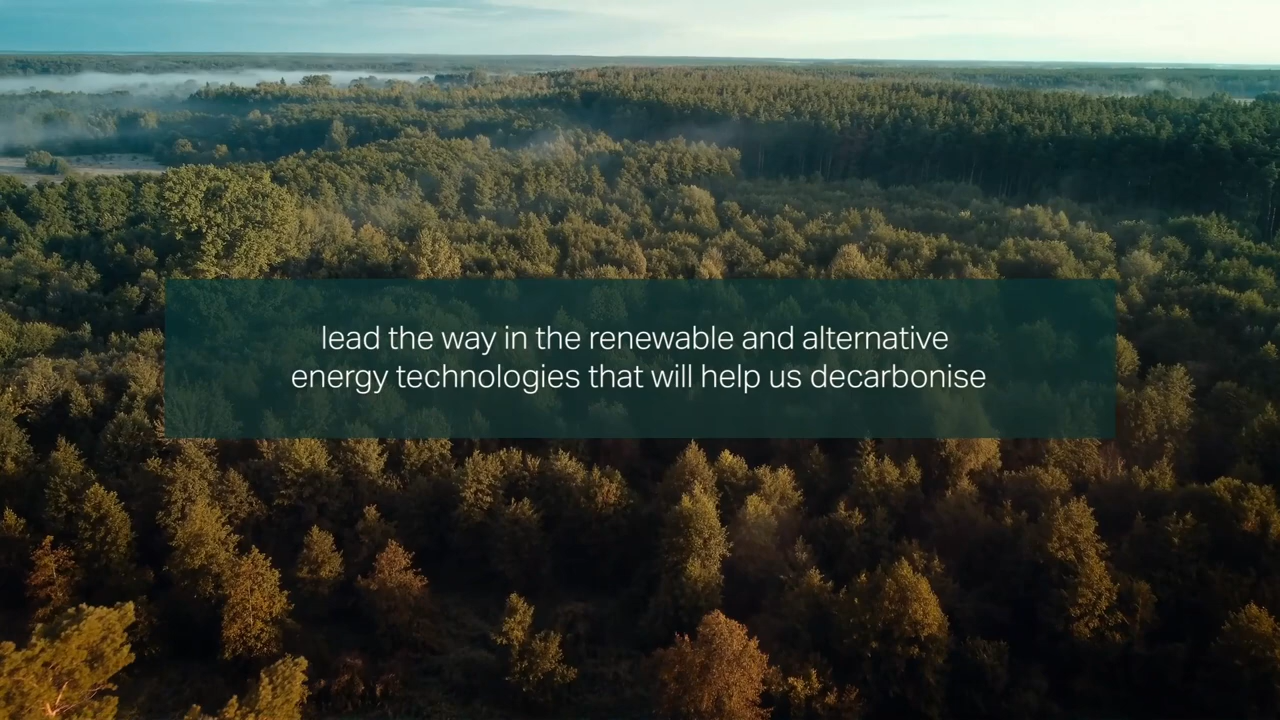 lead the way in the renewable and alternative
energy technologies that will help us decarbonise